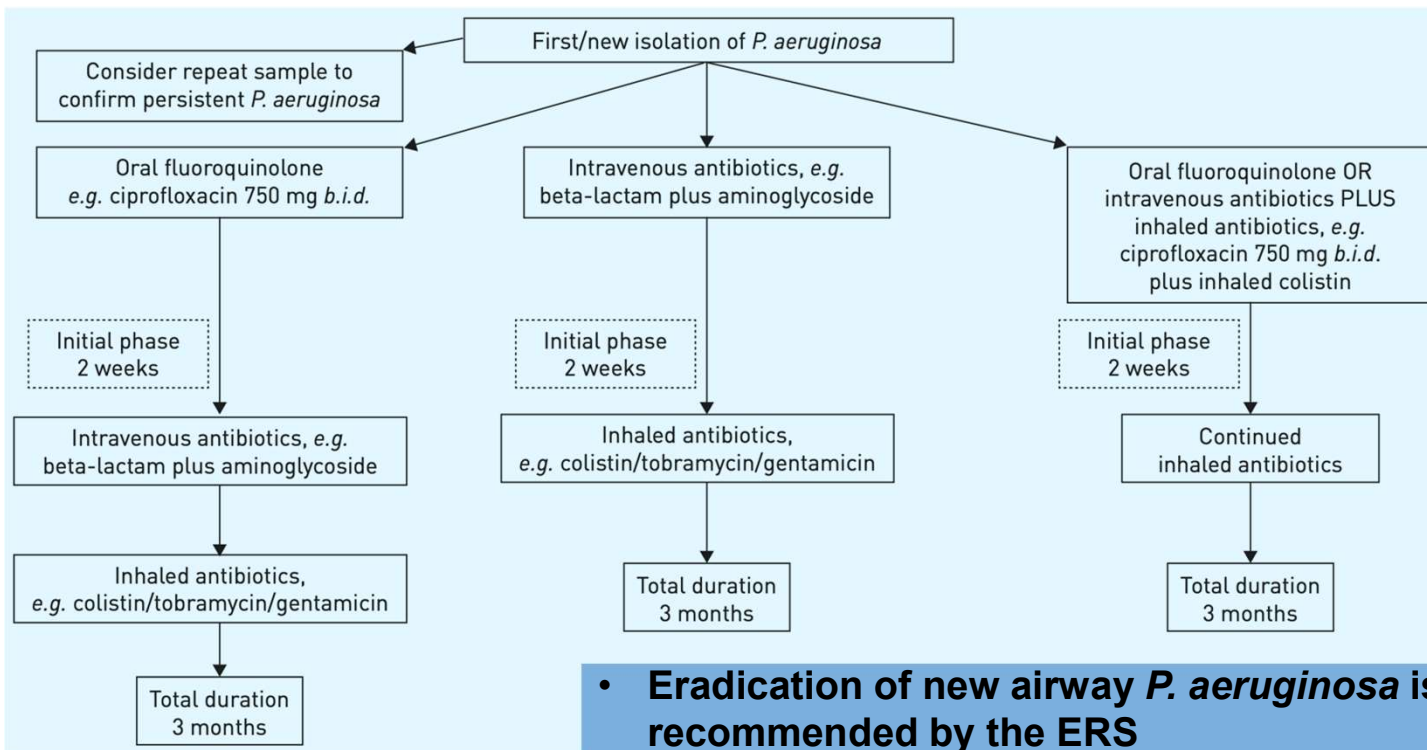 First/new isolation of P. aeruginosa
Consider repeat sample to
confirm persistent P. aeruginosa
Oral fluoroquinolone
e.g. ciprofloxacin 750 mg b.i.d.
Initial phase
2 weeks
Intravenous antibiotics, e.g.
beta-lactam plus aminoglycoside
Inhaled antibiotics,
e.g. colistin/tobramycin/gentamicin
Total duration
3 months
Intravenous antibiotics, e.g.
beta-lactam plus aminoglycoside
Initial phase
2 weeks
Inhaled antibiotics,
e.g. colistin/tobramycin/gentamicin
Total duration
3 months
Oral fluoroquinolone OR
intravenous antibiotics PLUS
inhaled antibiotics, e.g.
ciprofloxacin 750 mg b.i.d.
plus inhaled colistin
Initial phase
2 weeks
Continued
inhaled antibiotics
Total duration
3 months
• Eradication of new airway P. aeruginosa is
recommended by the ERS